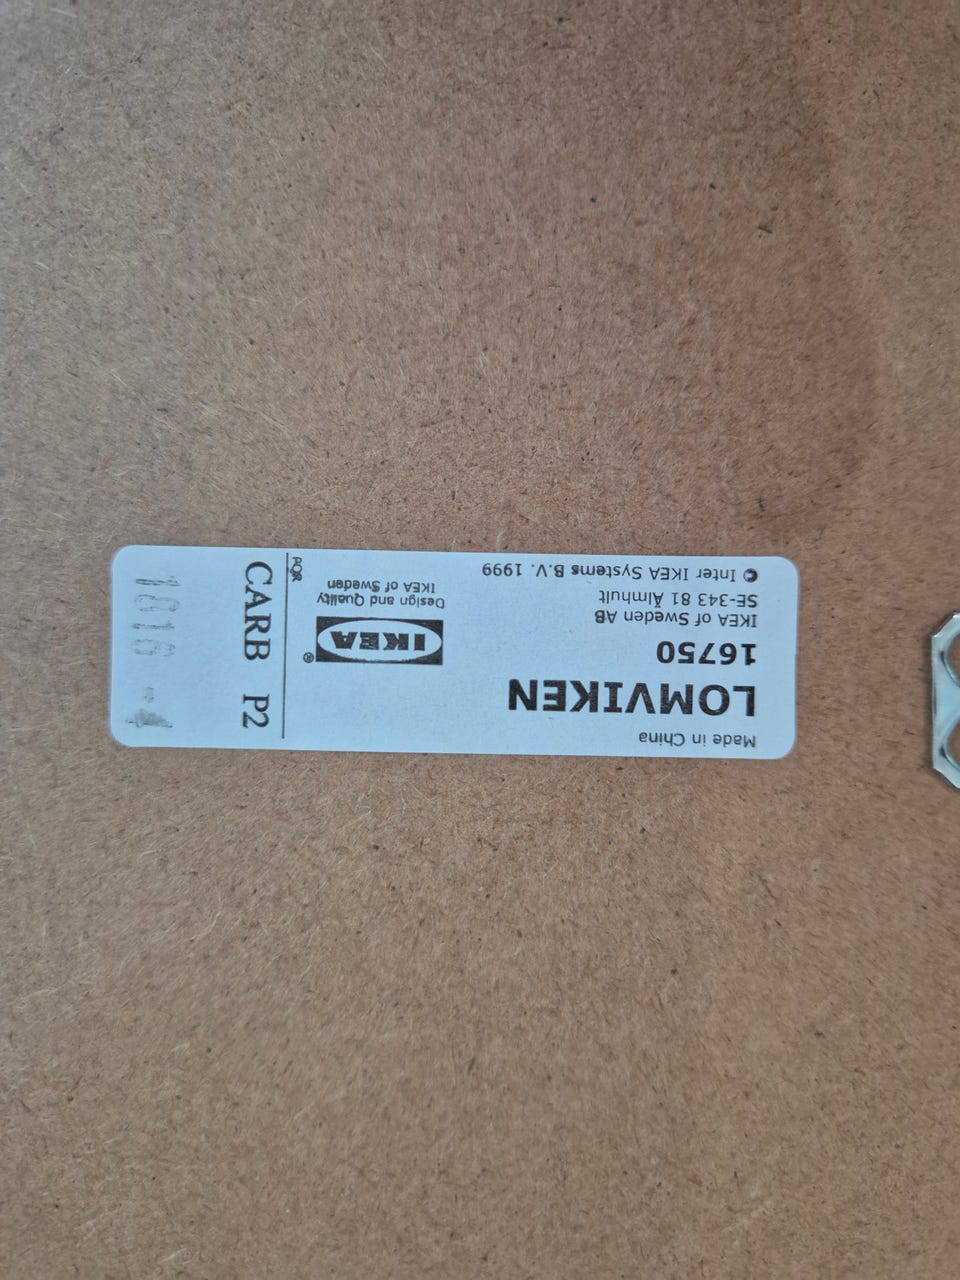 Made in China
LOMVIKEN
16750
IKEA of Sweden AB
SE-343 81 Älmhult
© Inter IKEA Systems B.V. 1999
IKEA®
Design and Quality
IKEA of Sweden
CARB P2
1816